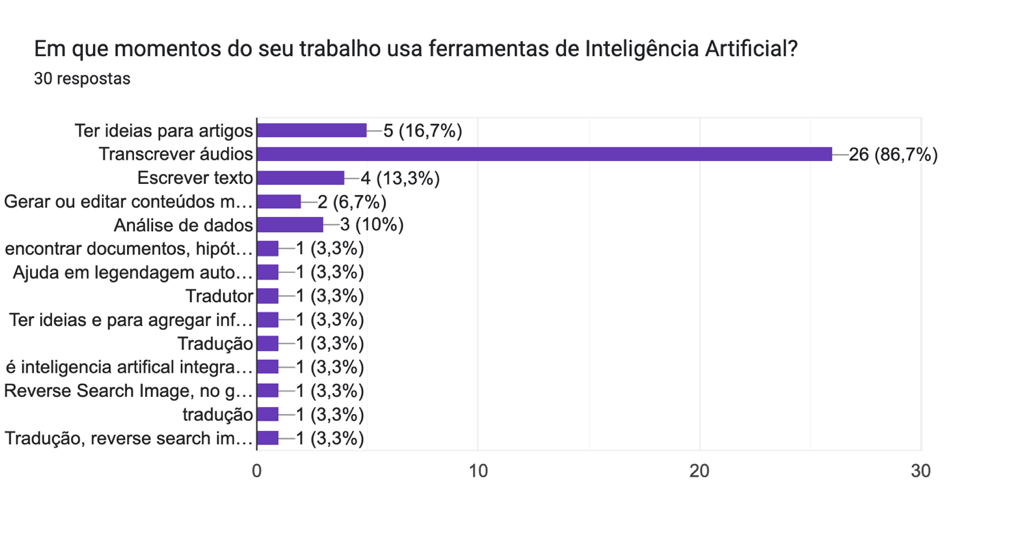 Em que momentos do seu trabalho usa ferramentas de Inteligência Artificial?
30 respostas
Ter ideias para artigos 5 (16,7%)
Transcrever áudios 26 (86,7%)
Escrever texto 4 (13,3%)
Gerar ou editar conteúdos m... 2 (6,7%)
Análise de dados 3 (10%)
encontrar documentos, hipót... 1 (3,3%)
Ajuda em legendagem auto... 1 (3,3%)
Tradutor 1 (3,3%)
Ter ideias e para agregar inf... 1 (3,3%)
Tradução 1 (3,3%)
é inteligencia artifical integra... 1 (3,3%)
Reverse Search Image, no g... 1 (3,3%)
tradução 1 (3,3%)
Tradução, reverse search im... 1 (3,3%)
0 10 20 30